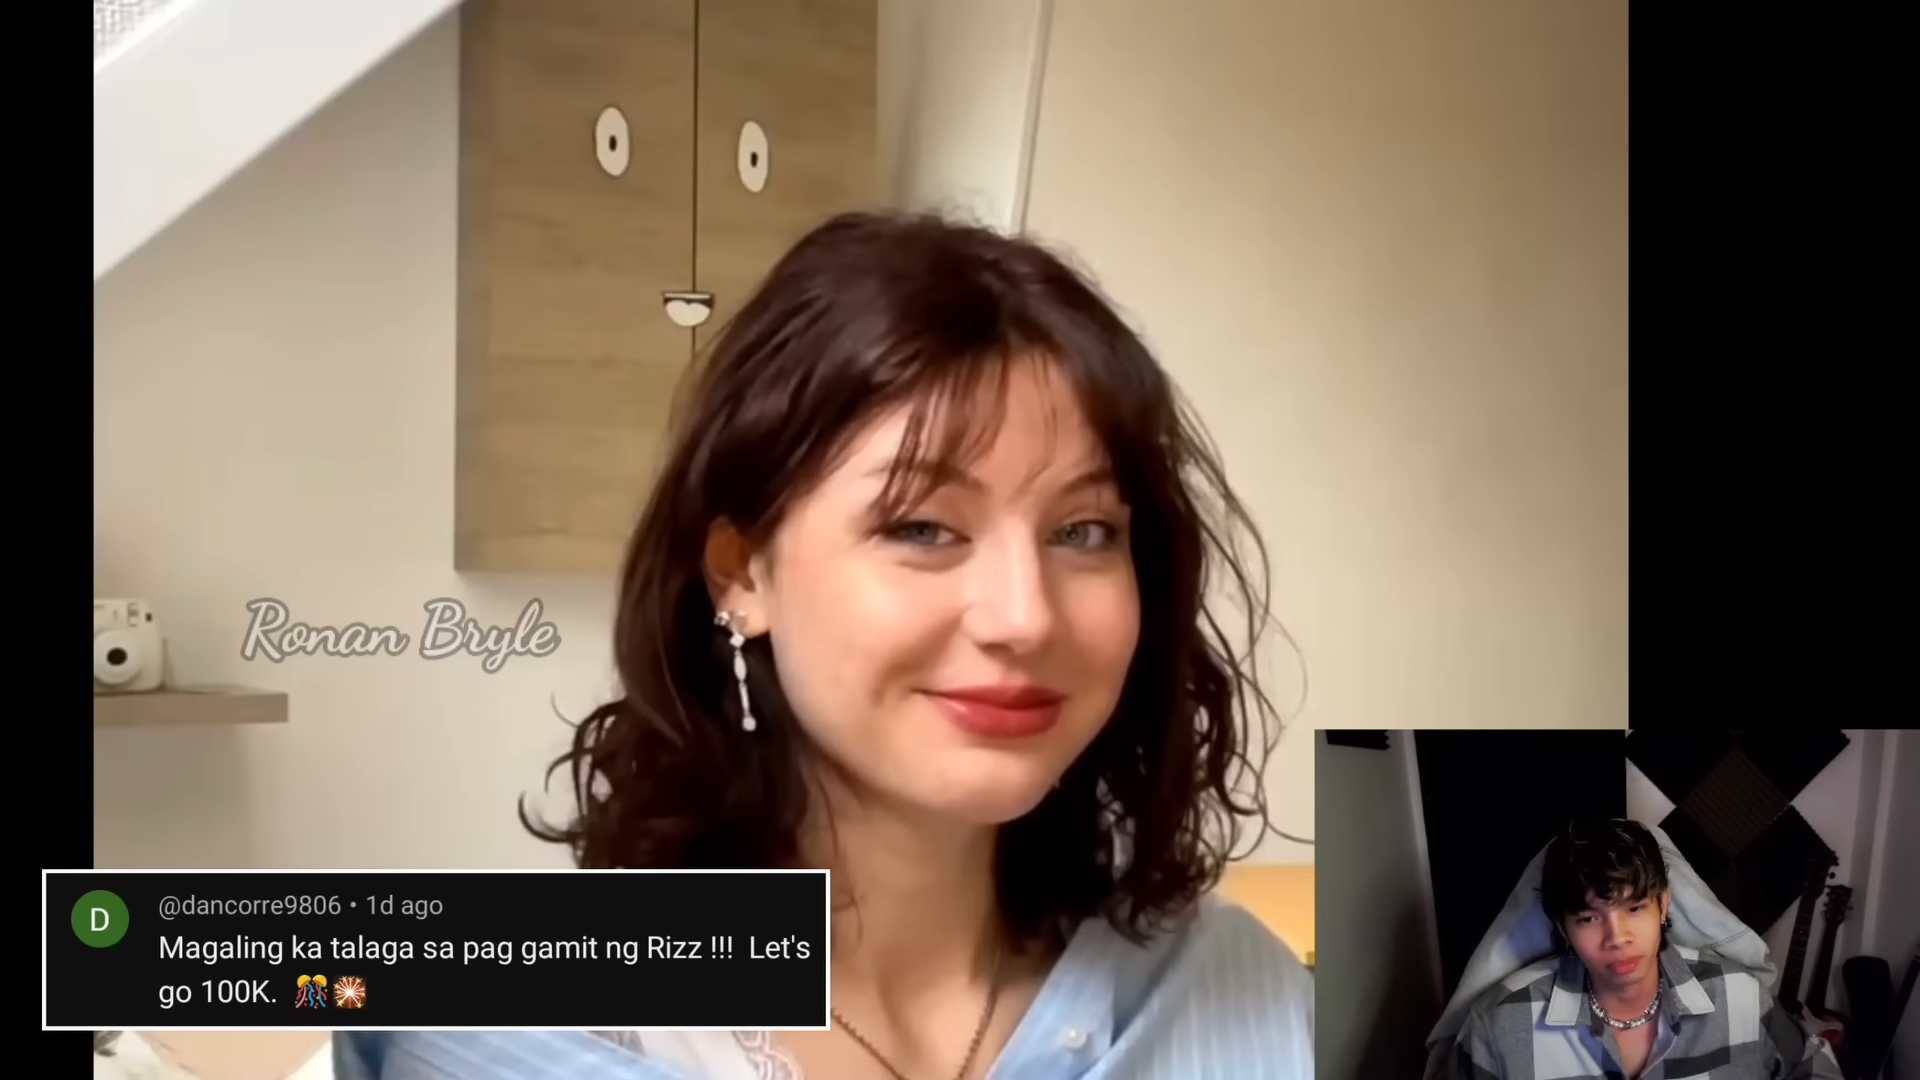 Ronan Bryle
D
@dancorre9806 • 1d ago
Magaling ka talaga sa pag gamit ng Rizz !!! Let's
go 100K. 🎊🎇